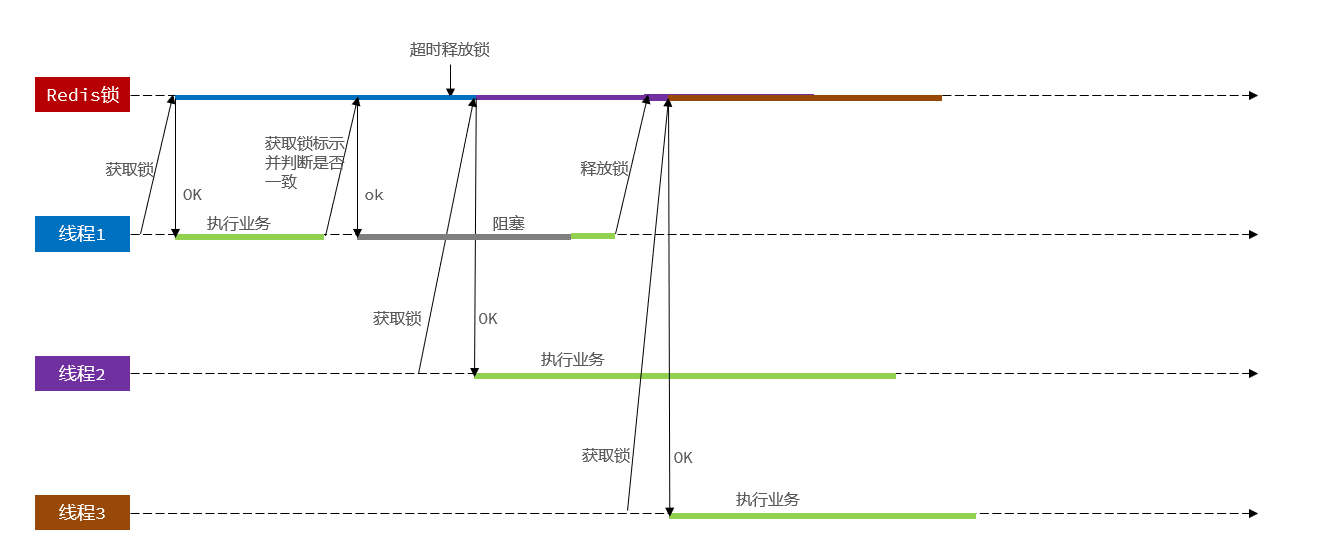 超时释放锁
Redis锁
获取锁
获取锁标示
并判断是否
一致
释放锁
OK
ok
线程1
执行业务
阻塞
获取锁
OK
线程2
执行业务
获取锁
OK
线程3
执行业务